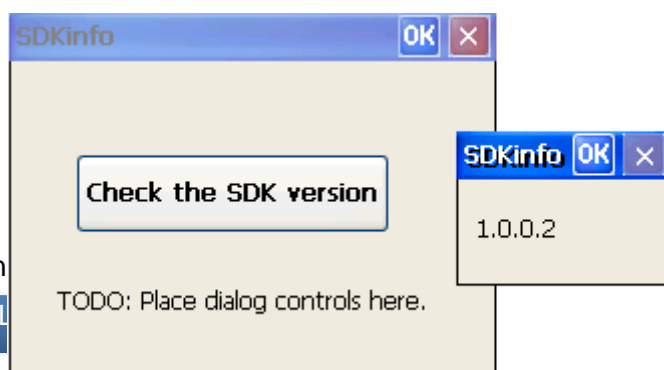 SDKinfo OK
Check the SDK version
TODO: Place dialog controls here.
SDKinfo OK
1.0.0.2